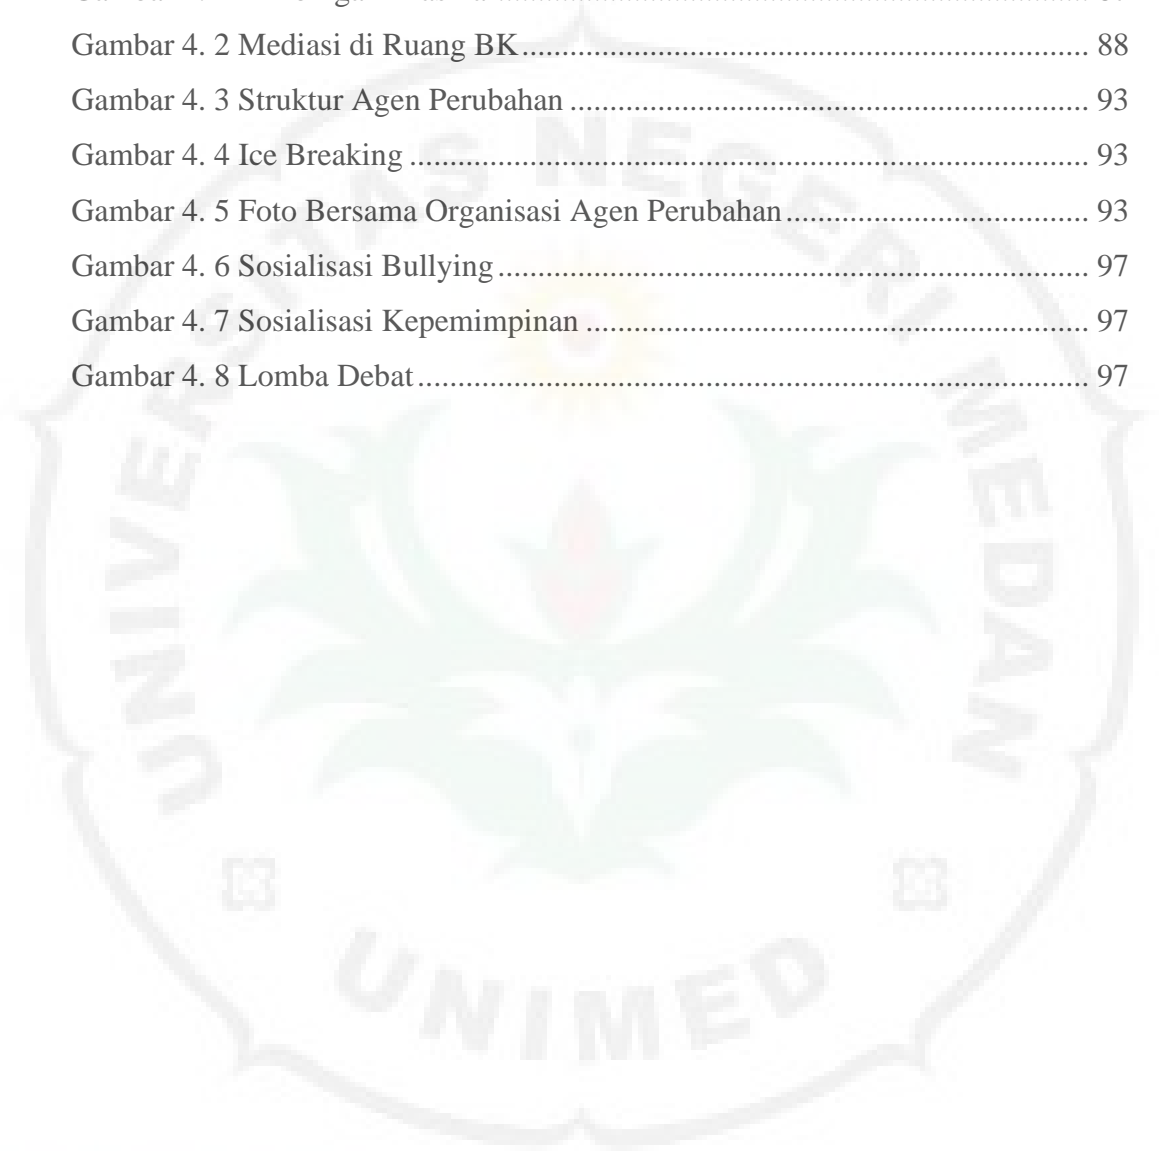 Gambar 4. 2 Mediasi di Ruang BK........................................................................ 88
Gambar 4. 3 Struktur Agen Perubahan .................................................................. 93
Gambar 4. 4 Ice Breaking ...................................................................................... 93
Gambar 4. 5 Foto Bersama Organisasi Agen Perubahan....................................... 93
Gambar 4. 6 Sosialisasi Bullying........................................................................... 97
Gambar 4. 7 Sosialisasi Kepemimpinan ................................................................ 97
Gambar 4. 8 Lomba Debat..................................................................................... 97
UNIVERSITAS NEGERI MEDAN
UNIMED